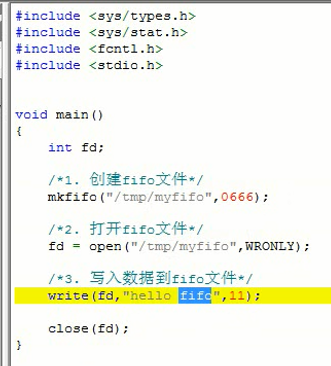 #include <sys/types.h>
#include <sys/stat.h>
#include <fcntl.h>
#include <stdio.h>
void main()
{
int fd;
/*1. 创建fifo文件*/
mkfifo("/tmp/myfifo",0666);
/*2. 打开fifo文件*/
fd = open("/tmp/myfifo",WRONLY);
/*3. 写入数据到fifo文件*/
write(fd,"hello fifo",11);
close(fd);
}